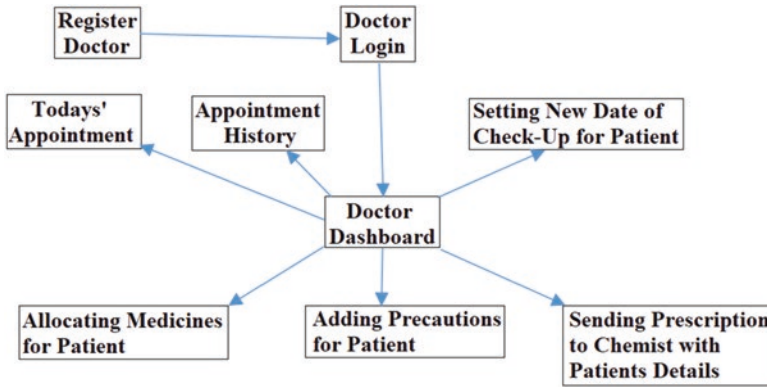 Register
Doctor
Doctor
Login
Todays'
Appointment
Appointment
History
Setting New Date of
Check-Up for Patient
Doctor
Dashboard
Allocating Medicines
for Patient
Adding Precautions
for Patient
Sending Prescription
to Chemist with
Patients Details